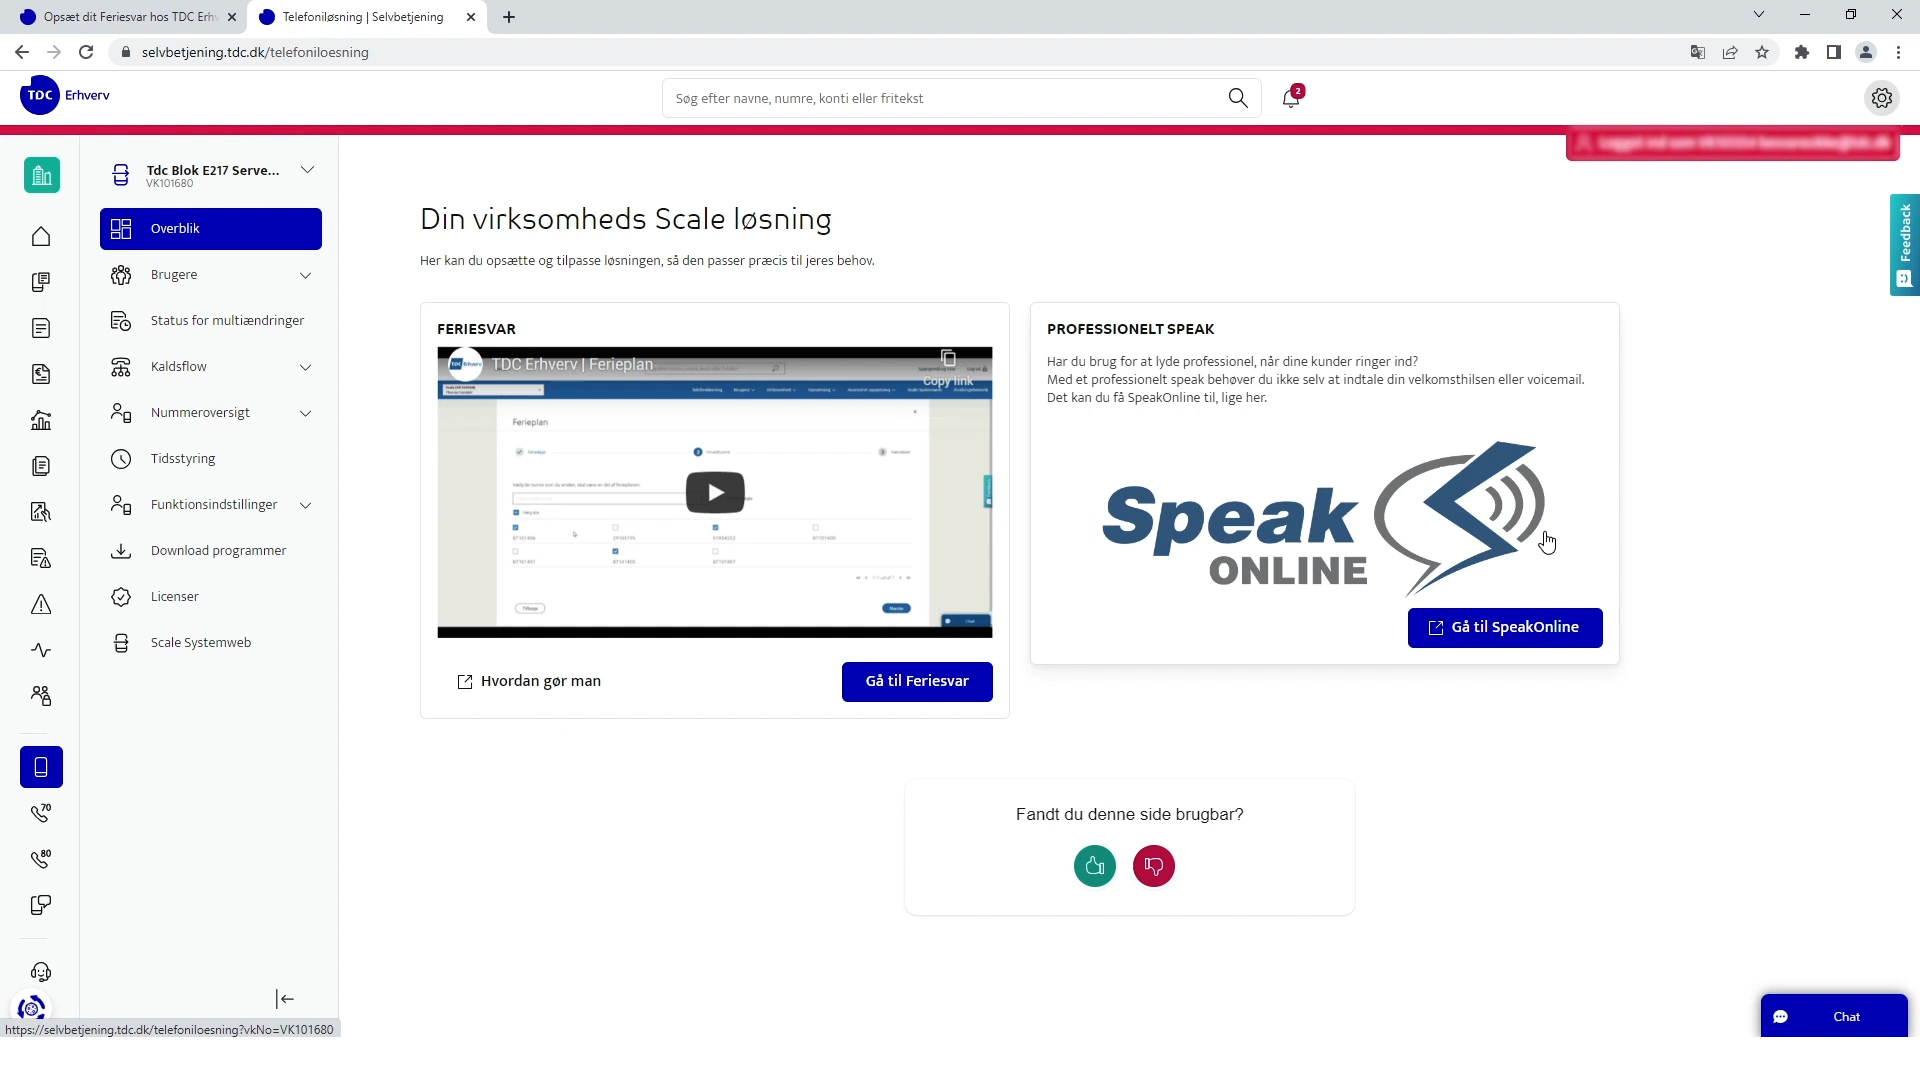 Opsæt dit Feriesvar hos TDC Erhv
Telefoniløsning | Selvbetjening
selvbetjening.tdc.dk/telefoniloesning
TDC Erhverv
Søg efter navne, numre, konti eller fritekst
2
Tdc Blok E217 Serve...
VK101680
Overblik
Brugere
Status for multiændringer
Kaldsflow
Nummeroversigt
Tidsstyring
Funktionsindstillinger
Download programmer
Licenser
Scale Systemweb
70
80
Din virksomheds Scale løsning
Her kan du opsætte og tilpasse løsningen, så den passer præcis til jeres behov.
FERIESVAR
TDC Erhverv | Ferieplan
Copy link
Ferieplan
Tilbage
Næste
Hvordan gør man
Gå til Feriesvar
PROFESSIONELT SPEAK
Har du brug for at lyde professionel, når dine kunder ringer ind?
Med et professionelt speak behøver du ikke selv at indtale din velkomsthilsen eller voicemail.
Det kan du få SpeakOnline til, lige her.
Speak
ONLINE
Gå til SpeakOnline
Feedback
Fandt du denne side brugbar?
Chat
https://selvbetjening.tdc.dk/telefoniloesning?vkNo=VK101680